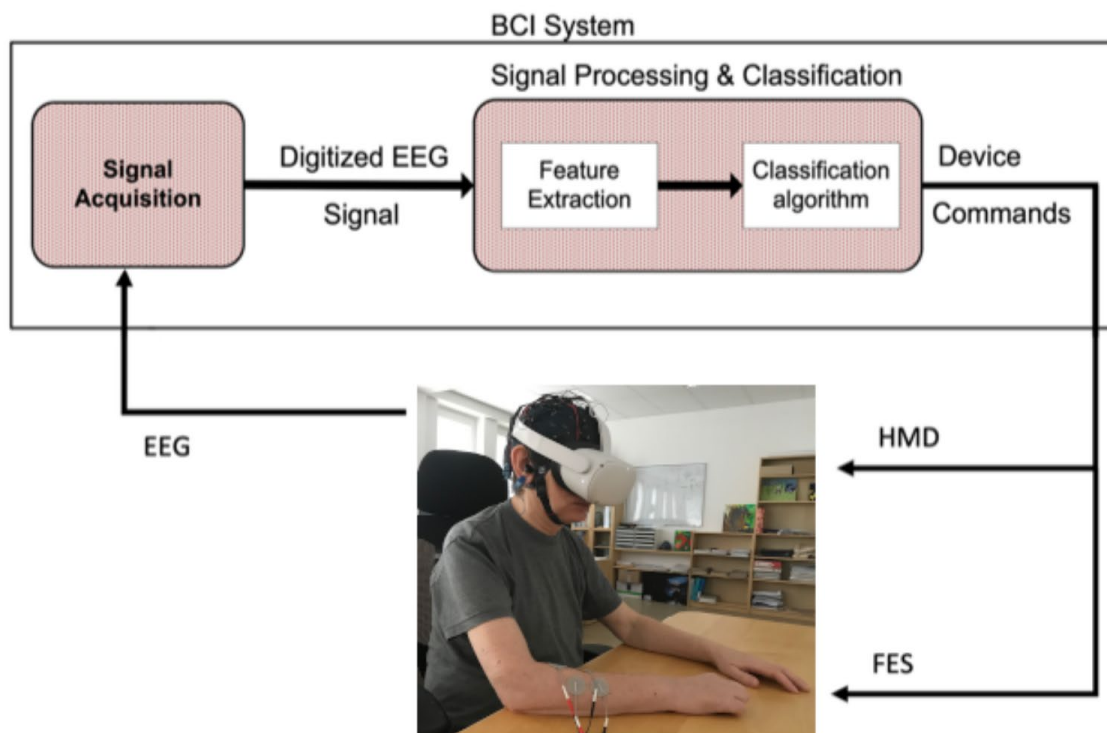 BCI System
Signal Processing & Classification
Signal
Acquisition
Digitized EEG
Signal
Feature
Extraction
Classification
algorithm
Device
Commands
EEG
HMD
FES